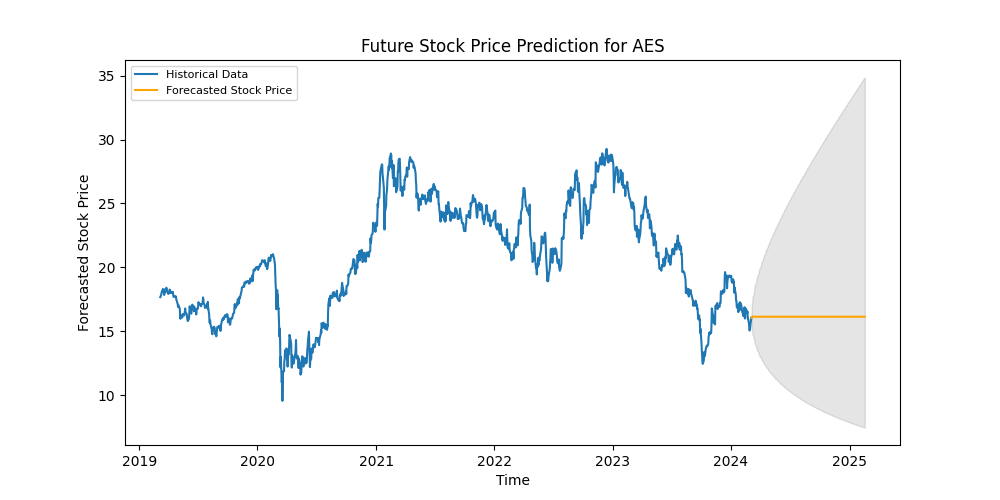 Future Stock Price Prediction for AES
Historical Data
Forecasted Stock Price
Forecasted Stock Price
35
30
25
20
15
10
2019
2020
2021
2022
2023
2024
2025
Time